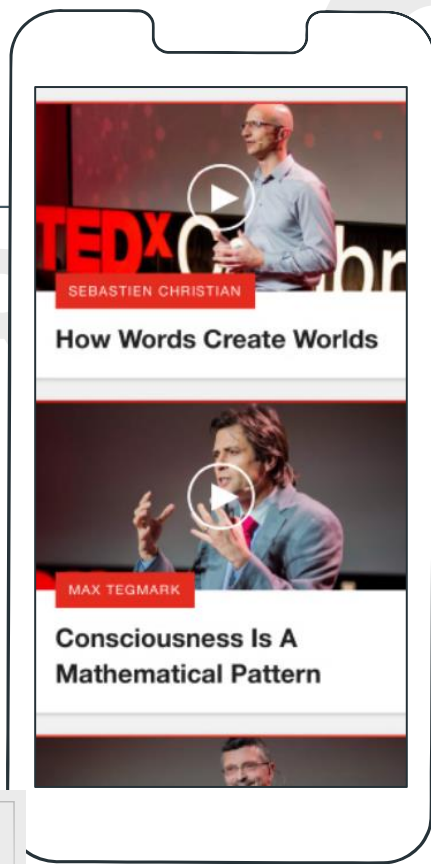 TEDx
SEBASTIEN CHRISTIAN
How Words Create Worlds
MAX TEGMARK
Consciousness Is A
Mathematical Pattern